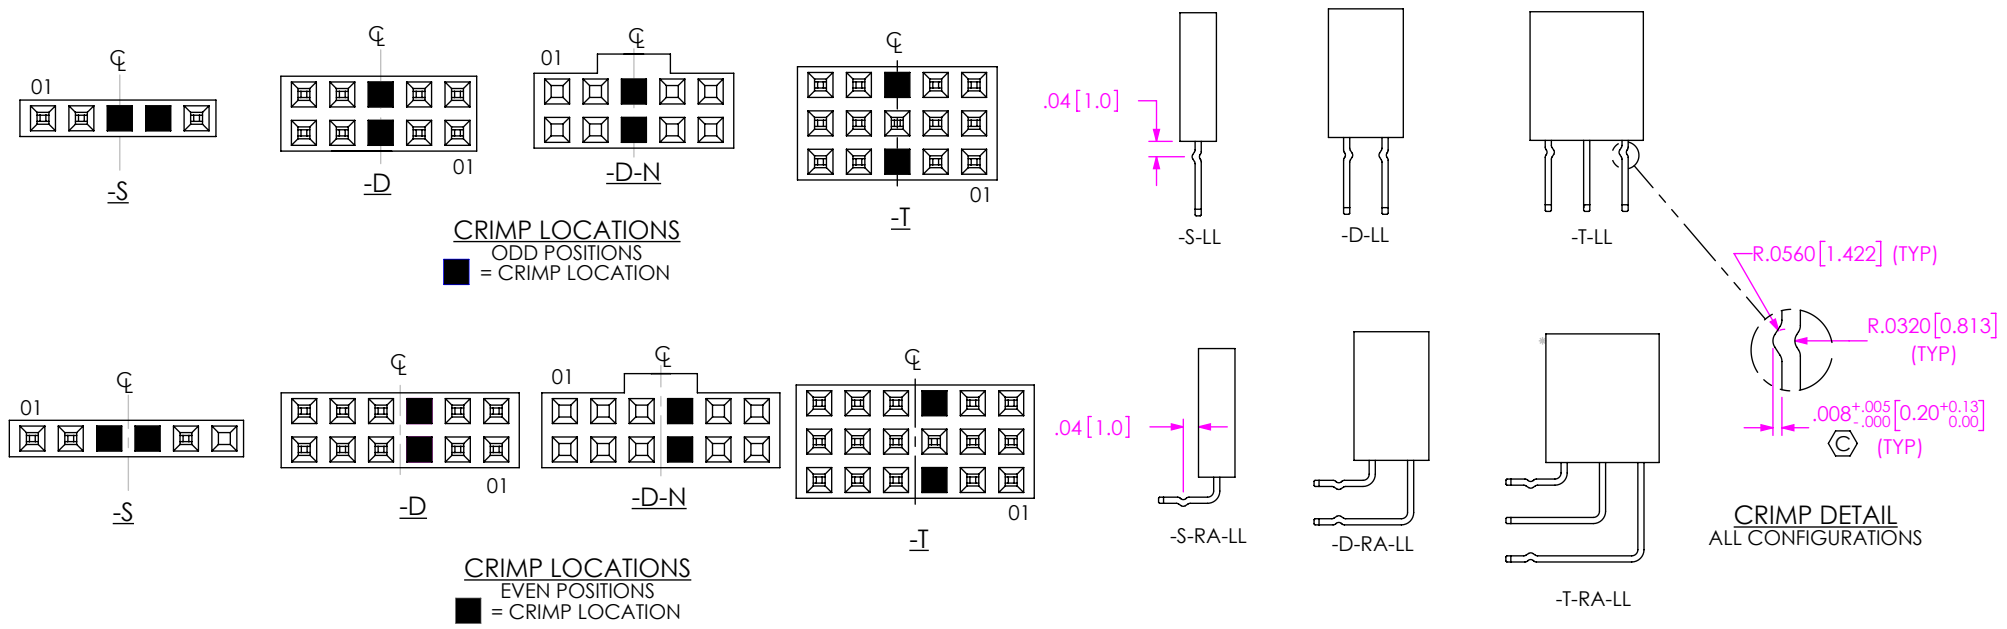 01
℄
-S
℄
01
-D
01
℄
-D-N
℄
01
-T
CRIMP LOCATIONS
ODD POSITIONS
= CRIMP LOCATION
.04[1.0]
-S-LL
-D-LL
-T-LL
R.0560[1.422] (TYP)
R.0320[0.813]
(TYP)
.008+.005 -.000[0.20+0.13 0.00]
C
(TYP)
CRIMP DETAIL
ALL CONFIGURATIONS
01
℄
-S
℄
01
-D
01
℄
-D-N
℄
01
-T
CRIMP LOCATIONS
EVEN POSITIONS
= CRIMP LOCATION
.04[1.0]
-S-RA-LL
-D-RA-LL
-T-RA-LL